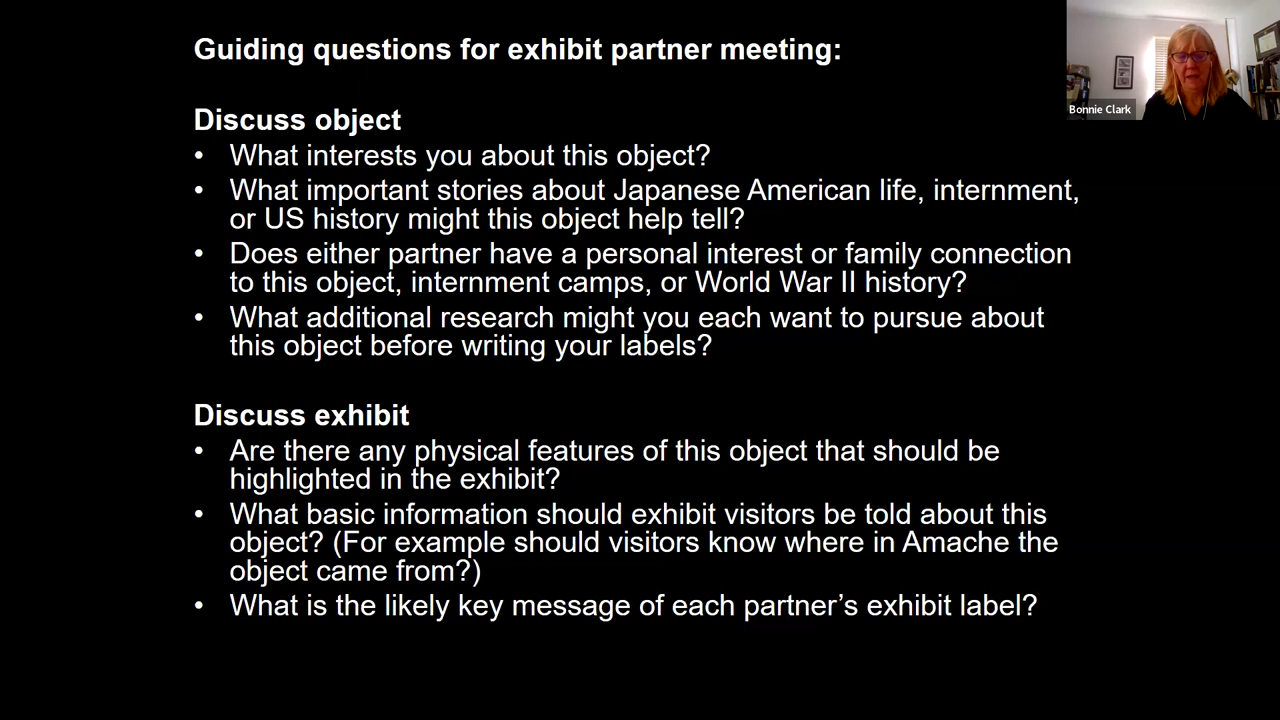 Guiding questions for exhibit partner meeting:
Bonnie Clark
Discuss object
• What interests you about this object?
• What important stories about Japanese American life, internment,
or US history might this object help tell?
• Does either partner have a personal interest or family connection
to this object, internment camps, or World War II history?
• What additional research might you each want to pursue about
this object before writing your labels?
Discuss exhibit
• Are there any physical features of this object that should be
highlighted in the exhibit?
• What basic information should exhibit visitors be told about this
object? (For example should visitors know where in Amache the
object came from?)
• What is the likely key message of each partner’s exhibit label?